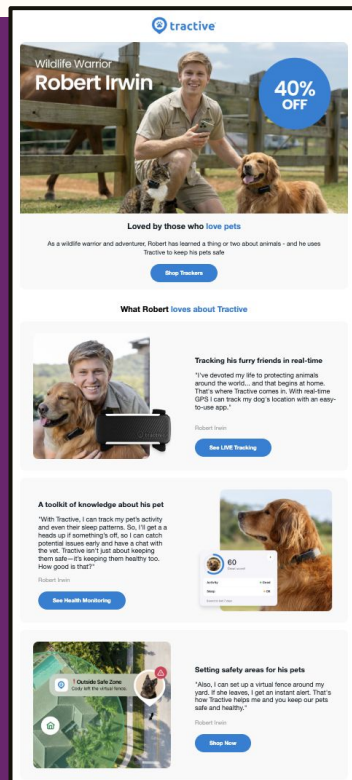 tractive
Wildlife Warrior
Robert Irwin
40%
OFF
Loved by those who love pets
As a wildlife warrior and adventurer, Robert has learned a thing or two about animals - and he uses
Tractive to keep his pets safe
Shop Trackers
What Robert loves about Tractive
Tracking his furry friends in real-time
"I've devoted my life to protecting animals
around the world... and that begins at home.
That's where Tractive comes in. With real-time
GPS I can track my dog's location with an easy-
to-use app."
Robert Irwin
See LIVE Tracking
A toolkit of knowledge about his pet
"With Tractive, I can track my pet's activity
and even their sleep patterns. So, I'll get a a
heads up if something's off, so I can catch
potential issues early and have a chat with
the vet. Tractive isn't just about keeping
them safe—it's keeping them healthy too.
How good is that?"
Robert Irwin
See Health Monitoring
60
Activity
Sleep
Outside Safe Zone
Cody left the virtual fence.
Setting safety areas for his pets
"Also, I can set up a virtual fence around my
yard. If she leaves, I get an instant alert. That's
how Tractive helps me and you keep our pets
safe and healthy."
Robert Irwin
Shop Now